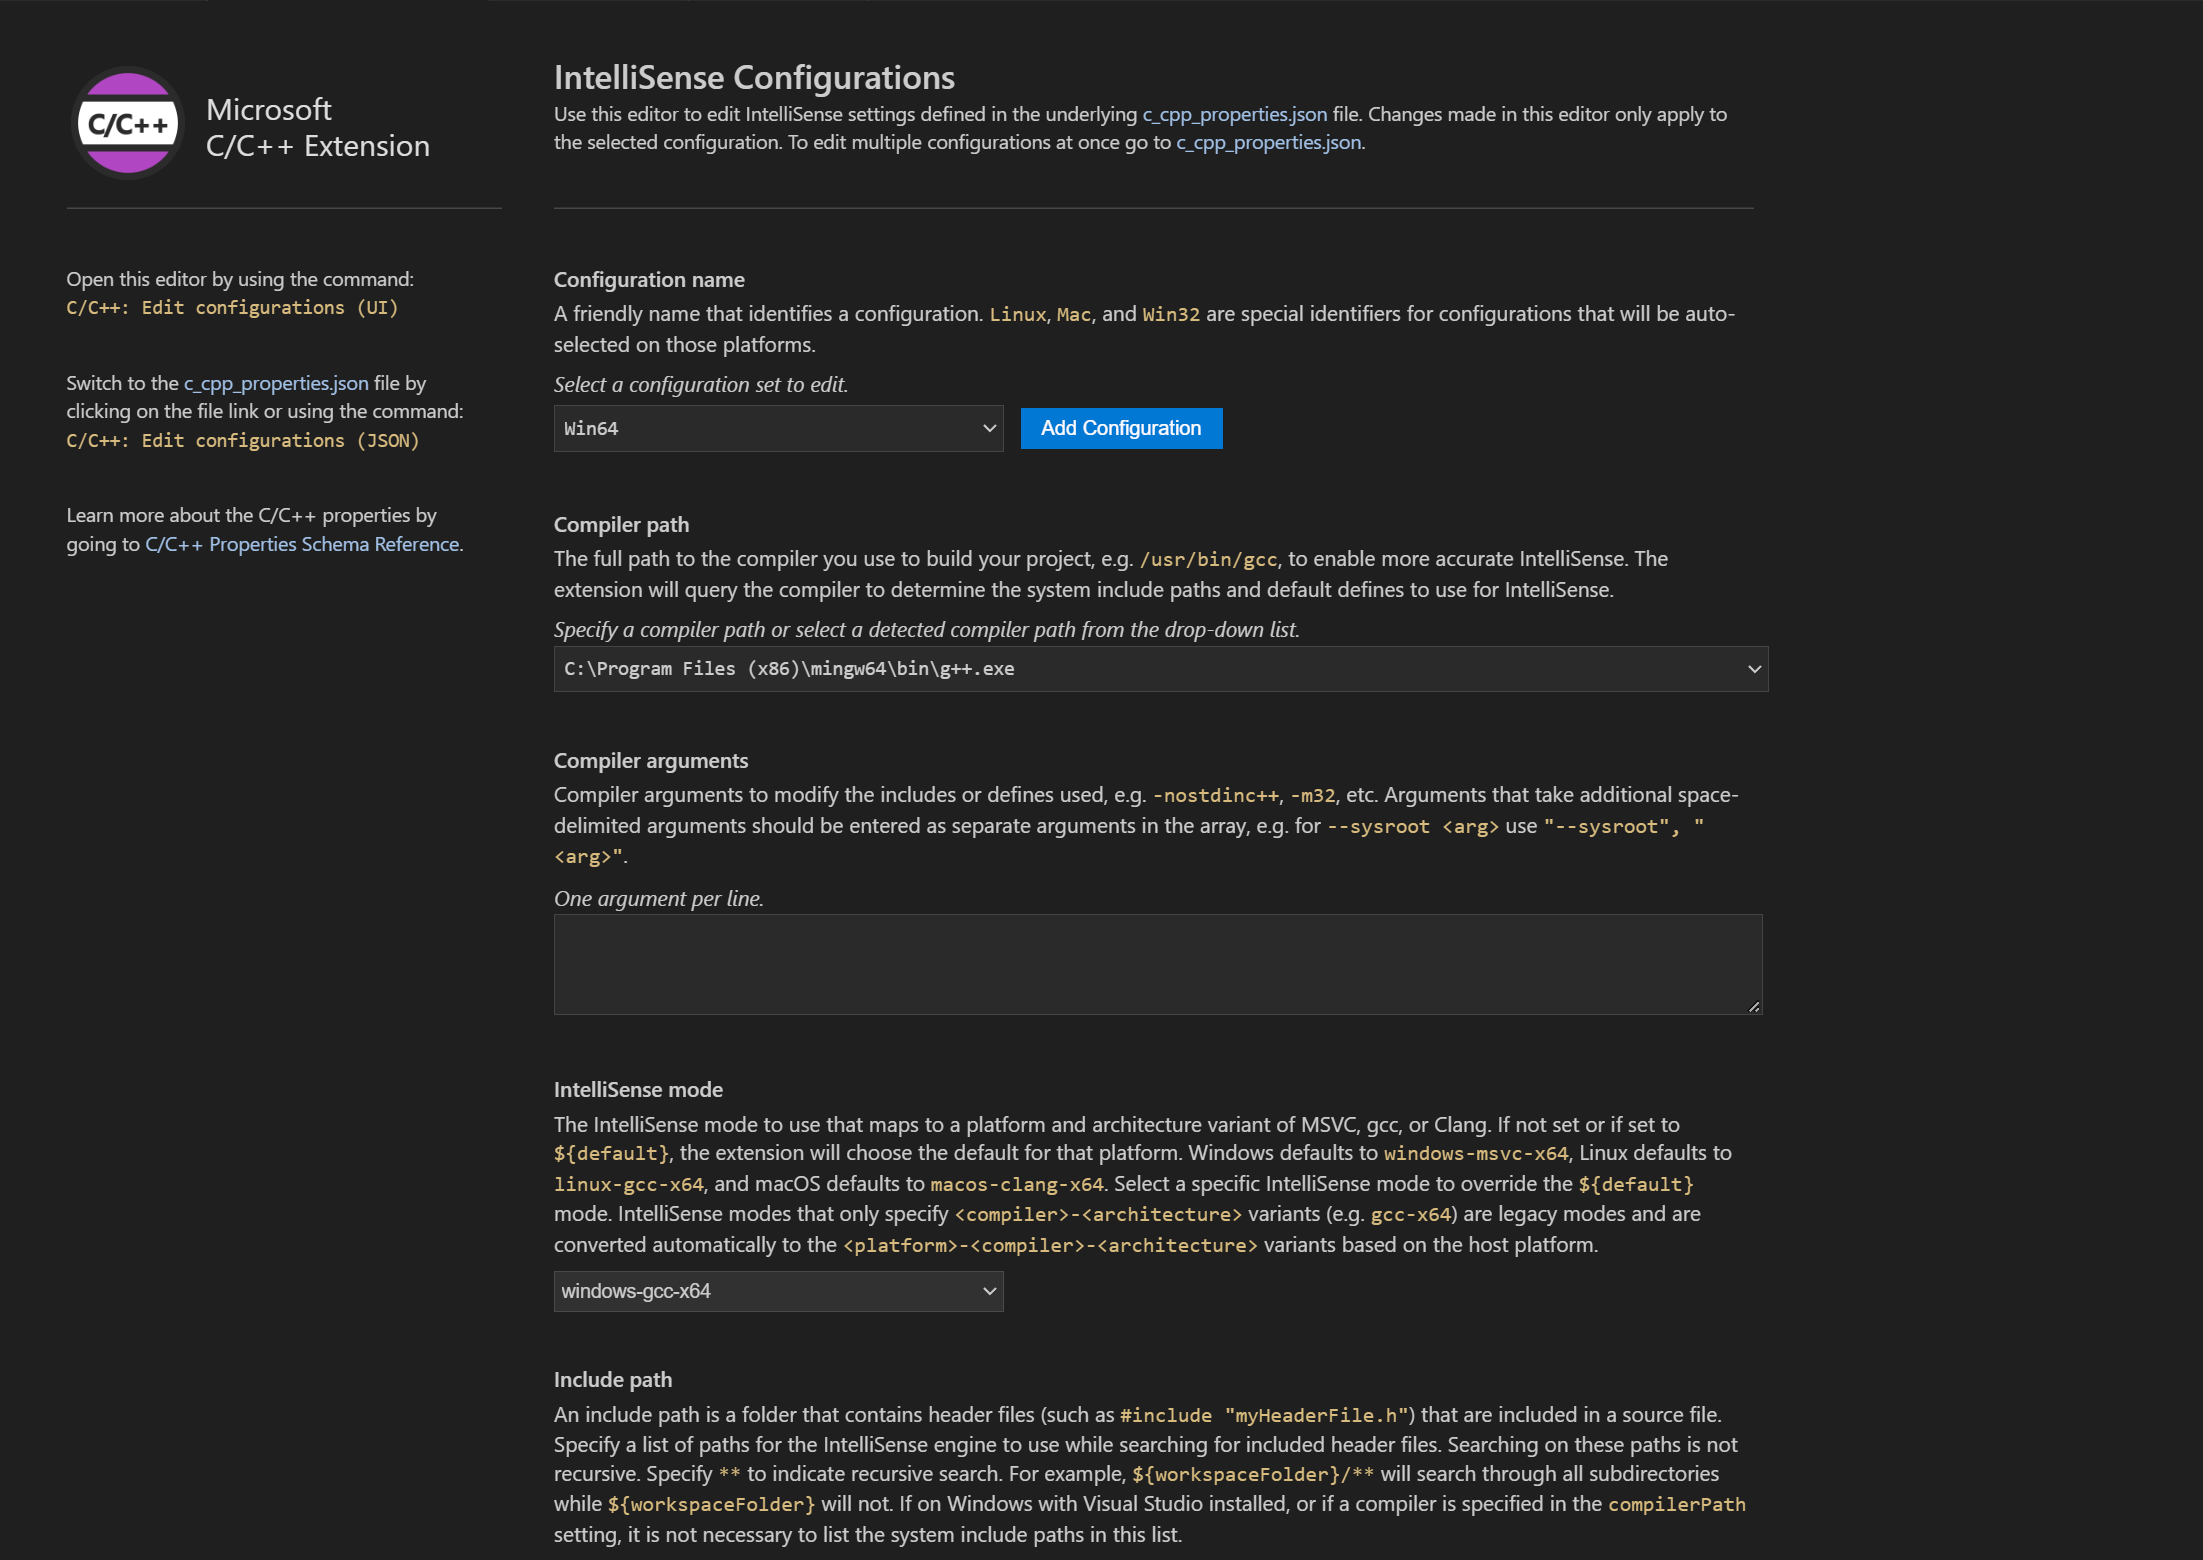 C/C++
Microsoft
C/C++ Extension
Open this editor by using the command:
C/C++: Edit configurations (UI)
Switch to the c_cpp_properties.json file by
clicking on the file link or using the command:
C/C++: Edit configurations (JSON)
Learn more about the C/C++ properties by
going to C/C++ Properties Schema Reference.
IntelliSense Configurations
Use this editor to edit IntelliSense settings defined in the underlying c_cpp_properties.json file. Changes made in this editor only apply to
the selected configuration. To edit multiple configurations at once go to c_cpp_properties.json.
Configuration name
A friendly name that identifies a configuration. Linux, Mac, and Win32 are special identifiers for configurations that will be auto-
selected on those platforms.
Select a configuration set to edit.
Win64
Add Configuration
Compiler path
The full path to the compiler you use to build your project, e.g. /usr/bin/gcc, to enable more accurate IntelliSense. The
extension will query the compiler to determine the system include paths and default defines to use for IntelliSense.
Specify a compiler path or select a detected compiler path from the drop-down list.
C:\Program Files (x86)\mingw64\bin\g++.exe
Compiler arguments
Compiler arguments to modify the includes or defines used, e.g. -nostdinc++, -m32, etc. Arguments that take additional space-
delimited arguments should be entered as separate arguments in the array, e.g. for --sysroot <arg> use "--sysroot", "
<arg>".
One argument per line.
IntelliSense mode
The IntelliSense mode to use that maps to a platform and architecture variant of MSVC, gcc, or Clang. If not set or if set to
${default}, the extension will choose the default for that platform. Windows defaults to windows-msvc-x64, Linux defaults to
linux-gcc-x64, and macOS defaults to macos-clang-x64. Select a specific IntelliSense mode to override the ${default}
mode. IntelliSense modes that only specify <compiler>-<architecture> variants (e.g. gcc-x64) are legacy modes and are
converted automatically to the <platform>-<compiler>-<architecture> variants based on the host platform.
windows-gcc-x64
Include path
An include path is a folder that contains header files (such as #include "myHeaderFile.h") that are included in a source file.
Specify a list of paths for the IntelliSense engine to use while searching for included header files. Searching on these paths is not
recursive. Specify ** to indicate recursive search. For example, ${workspaceFolder}/** will search through all subdirectories
while ${workspaceFolder} will not. If on Windows with Visual Studio installed, or if a compiler is specified in the compilerPath
setting, it is not necessary to list the system include paths in this list.